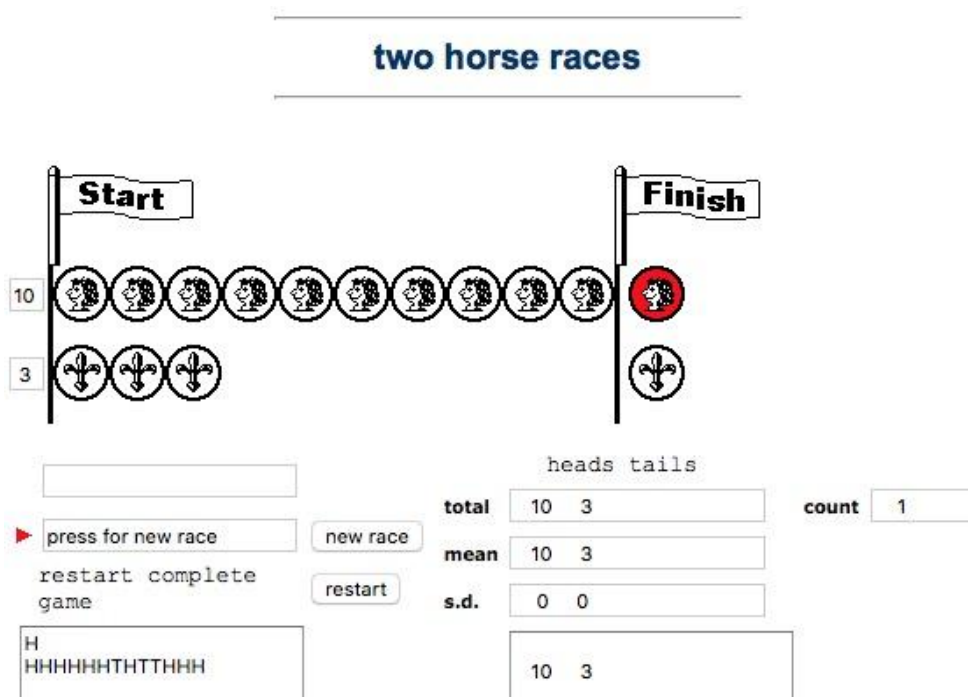 two horse races
Start
Finish
10
3
heads tails
total 10 3 count 1
press for new race new race
mean 10 3
restart complete
game
restart
s.d. 0 0
H
HHHHHHTHTTHHH
10 3